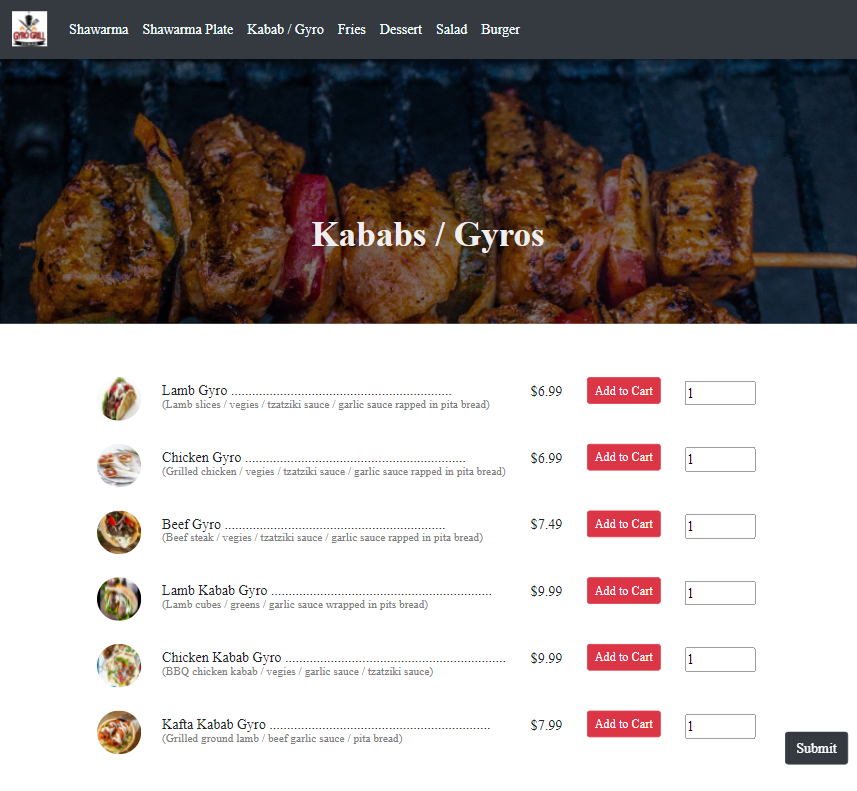 GYRO GRILL
Shawarma Shawarma Plate Kabab / Gyro Fries Dessert Salad Burger
Kababs / Gyros
Lamb Gyro ............................................................... $6.99 Add to Cart 1
(Lamb slices / vegies / tzatziki sauce / garlic sauce rapped in pita bread)
Chicken Gyro ............................................................... $6.99 Add to Cart 1
(Grilled chicken / vegies / tzatziki sauce / garlic sauce rapped in pita bread)
Beef Gyro ............................................................... $7.49 Add to Cart 1
(Beef steak / vegies / tzatziki sauce / garlic sauce rapped in pita bread)
Lamb Kabab Gyro ............................................................... $9.99 Add to Cart 1
(Lamb cubes / greens / garlic sauce wrapped in pits bread)
Chicken Kabab Gyro ............................................................... $9.99 Add to Cart 1
(BBQ chicken kabab / vegies / garlic sauce / tzatziki sauce)
Kafta Kabab Gyro ............................................................... $7.99 Add to Cart 1
(Grilled ground lamb / beef garlic sauce / pita bread)
Submit